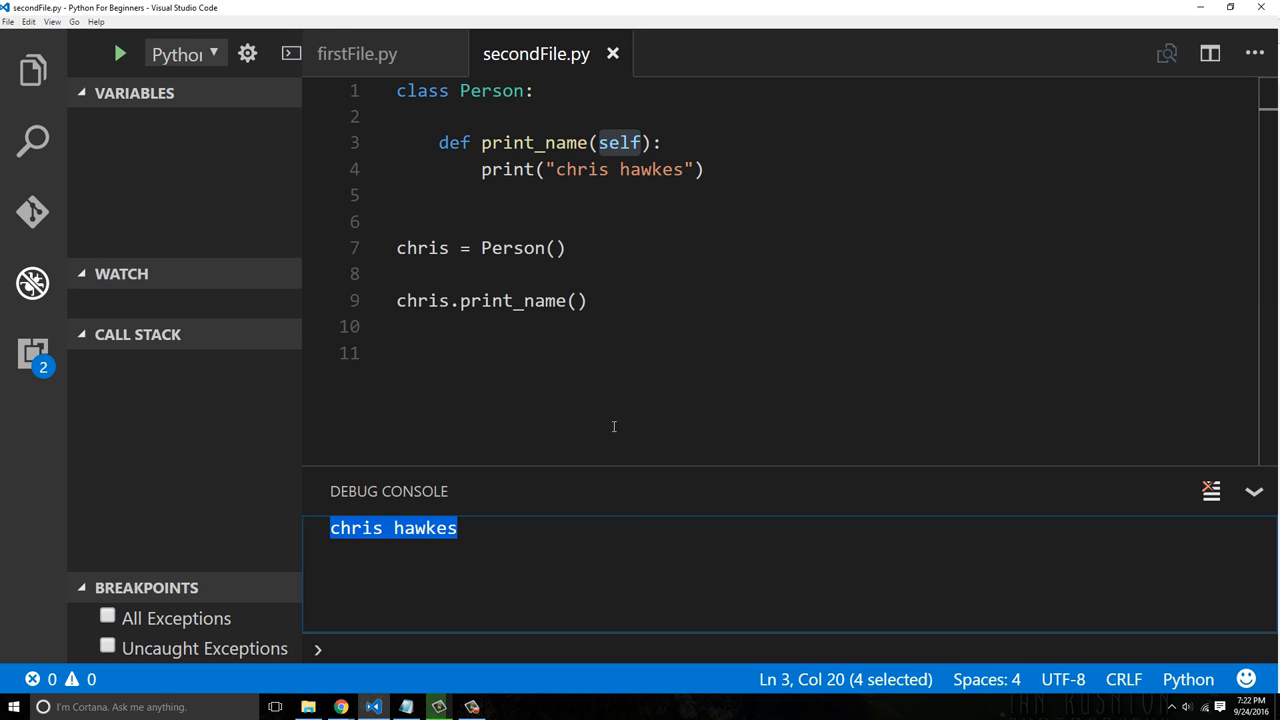 secondFile.py - Python For Beginners - Visual Studio Code
File Edit View Go Help
Pythor
firstFile.py
secondFile.py
VARIABLES
WATCH
CALL STACK
BREAKPOINTS
All Exceptions
Uncaught Exceptions
2
1 class Person:
2
3 def print_name(self):
4 print("chris hawkes")
5
6
7 chris = Person()
8
9 chris.print_name()
10
11
DEBUG CONSOLE
chris hawkes
0 0
Ln 3, Col 20 (4 selected) Spaces: 4 UTF-8 CRLF Python
I'm Cortana. Ask me anything.
7:22 PM
9/24/2016